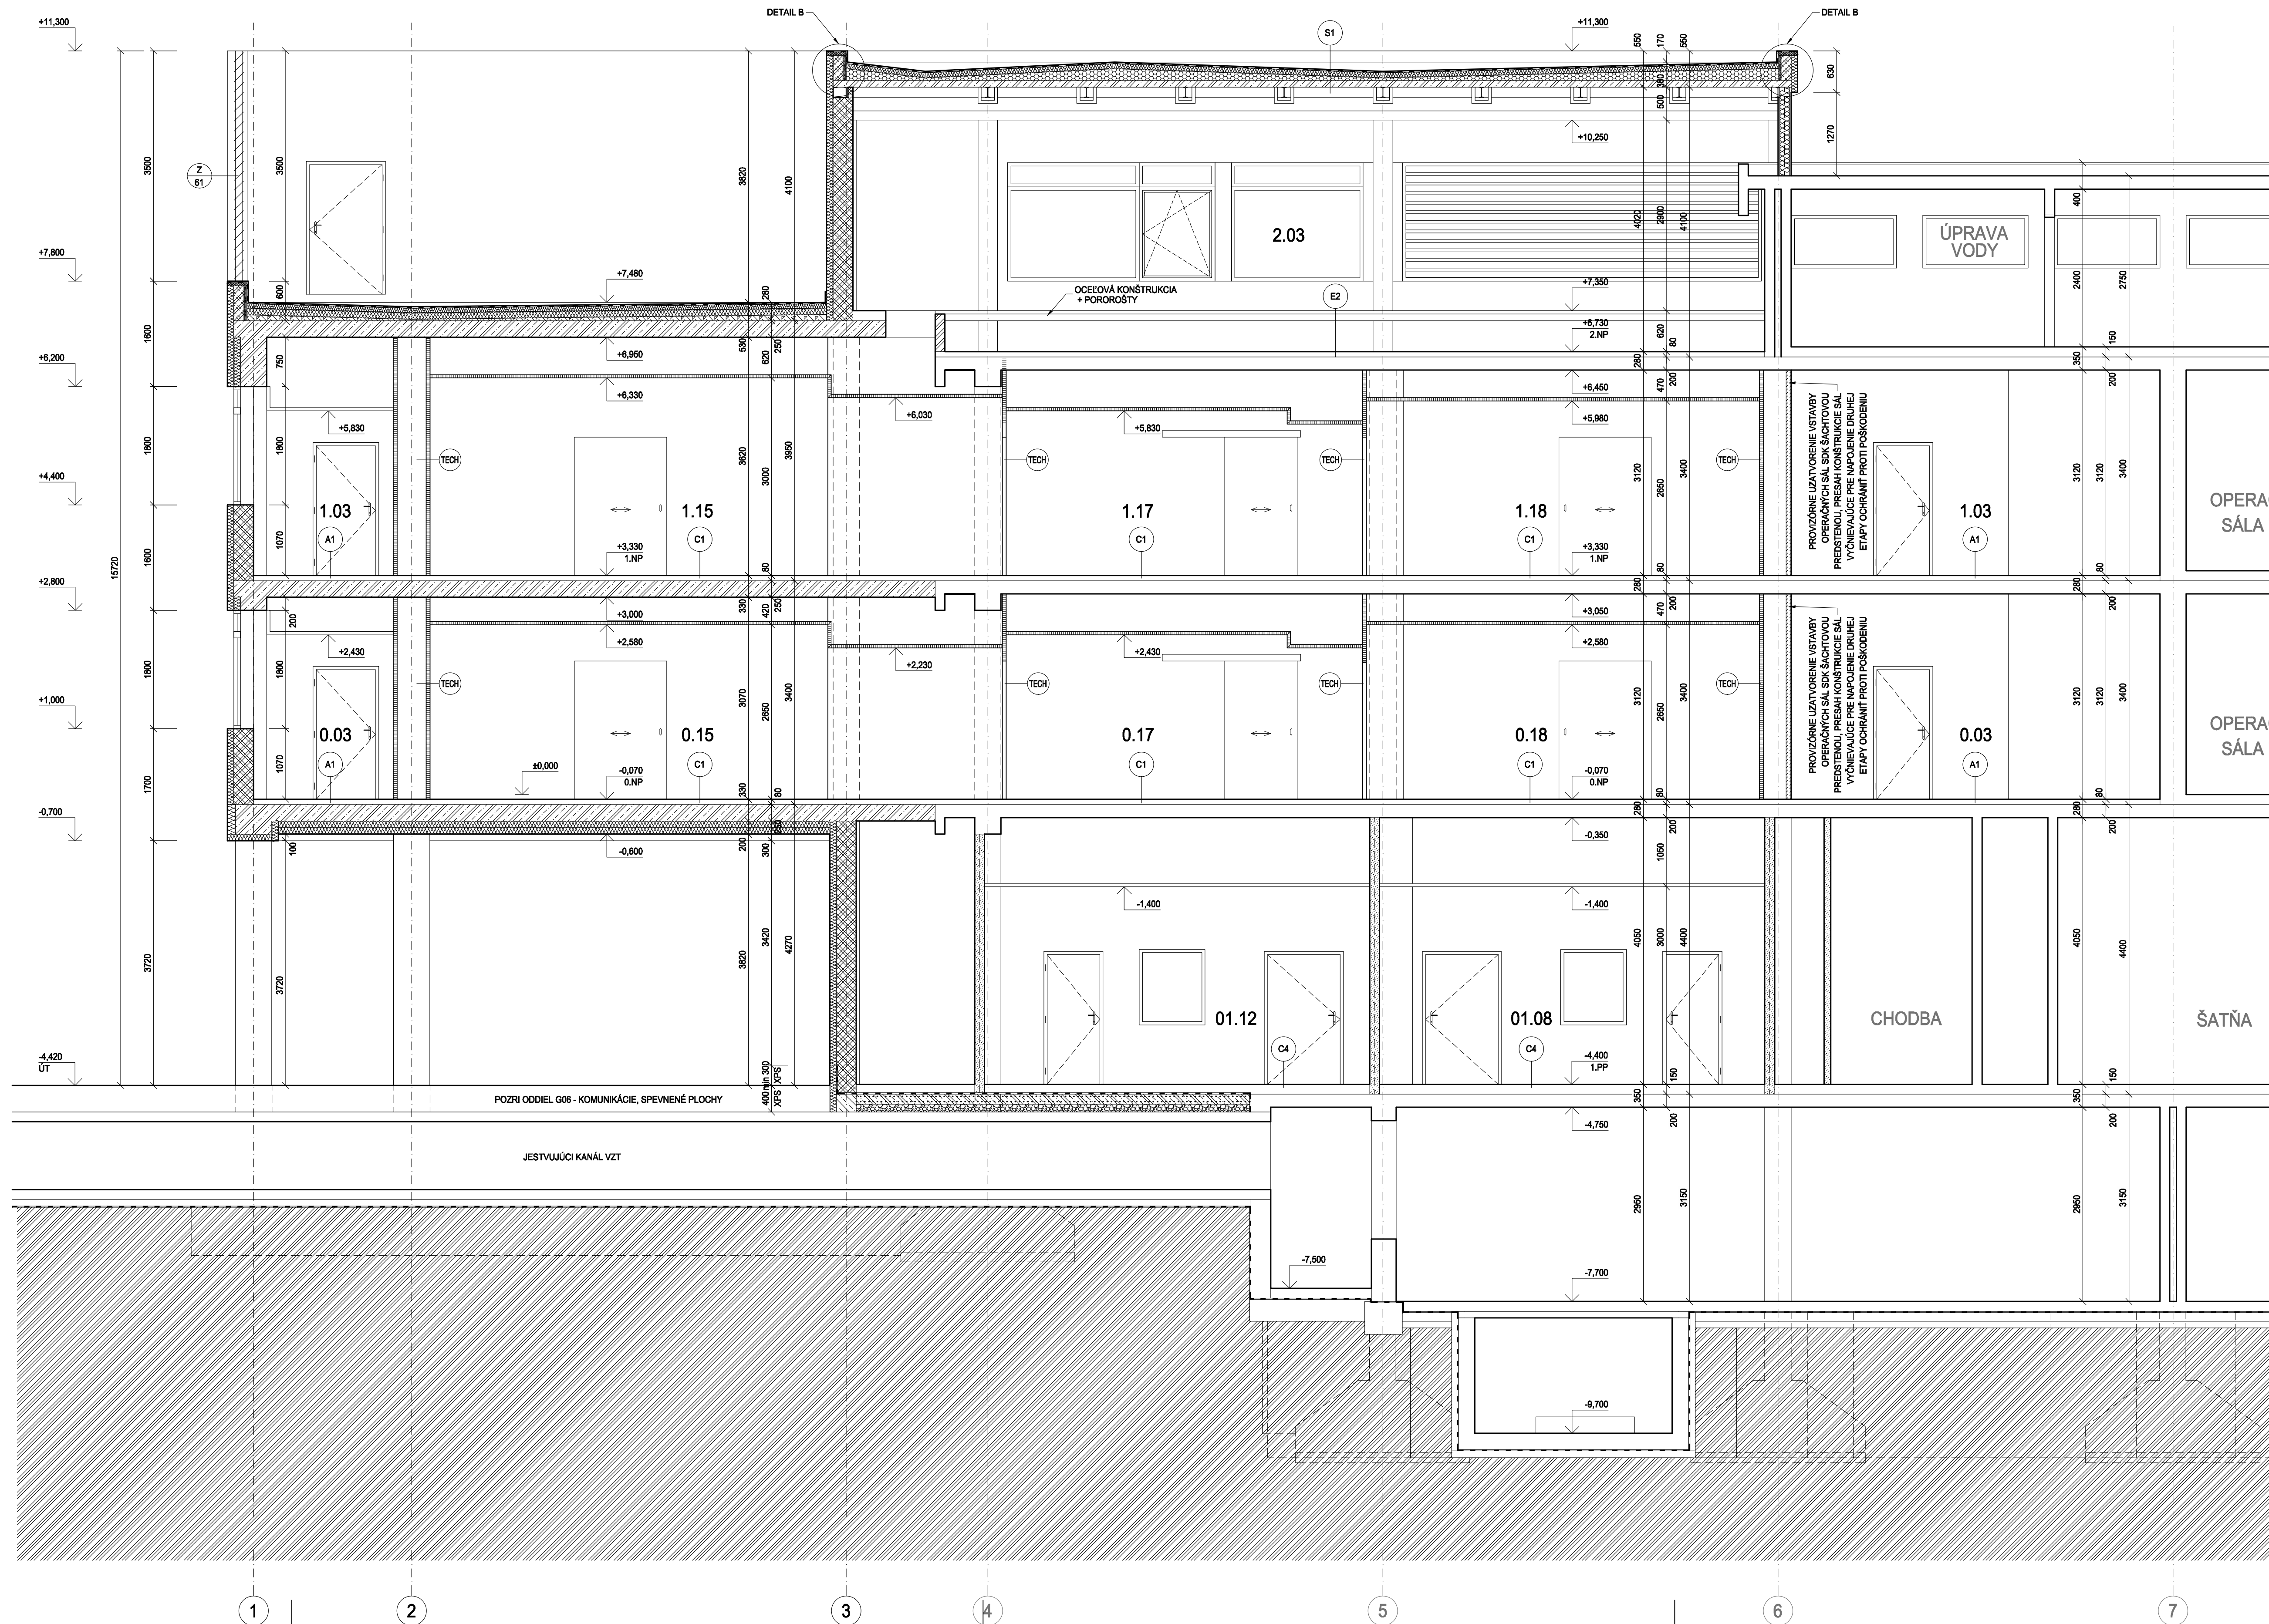 DETAIL B
DETAIL B
+11,300
+11,300
S1
550
170
550
380
500
630
1270
+10,250
3500
3500
3820
4100
Z
61
2.03
4020
2900
4100
400
ÚPRAVA
VODY
2400
2750
+7,800
+7,480
600
280
OCEĽOVÁ KONŠTRUKCIA
+ POROROŠTY
E2
+7,350
+6,730
2.NP
620
80
150
1600
+6,200
750
+6,950
530
620
250
280
350
+6,330
+6,030
+6,450
470
200
200
+5,830
+5,830
+5,980
PROVIZÓRNE UZATVORENIE VSTAVBY
OPERAČNÝCH SÁL SDK ŠACHTOVOU
PREDSTENOU, PRESAH KONŠTRUKCIE SÁL
VYČNIEVAJÚCE PRE NAPOJENIE DRUHEJ
ETAPY OCHRÁNIŤ PROTI POŠKODENIU
1800
1800
TECH
TECH
TECH
TECH
3620
3000
3950
3120
2650
3400
3120
3120
3400
+4,400
1.03
1.15
1.17
1.18
1.03
OPERA
SÁLA
A1
C1
C1
C1
A1
1070
+3,330
1.NP
+3,330
1.NP
80
80
80
15720
1600
+2,800
330
420
250
280
470
200
280
200
+3,000
+3,050
200
+2,430
+2,580
+2,230
+2,430
+2,580
PROVIZÓRNE UZATVORENIE VSTAVBY
OPERAČNÝCH SÁL SDK ŠACHTOVOU
PREDSTENOU, PRESAH KONŠTRUKCIE SÁL
VYČNIEVAJÚCE PRE NAPOJENIE DRUHEJ
ETAPY OCHRÁNIŤ PROTI POŠKODENIU
1800
1800
TECH
TECH
TECH
TECH
3070
2650
3400
3120
2650
3400
3120
3120
3400
+1,000
0.03
0.15
0.17
0.18
0.03
OPERA
SÁLA
A1
C1
C1
C1
A1
1070
±0,000
-0,070
0.NP
-0,070
0.NP
330
80
80
80
1700
-0,700
250
280
200
280
200
100
-0,600
200
300
-0,350
1050
-1,400
-1,400
3720
3720
3820
3420
4270
4050
3000
4400
4050
4400
01.12
01.08
CHODBA
ŠATŇA
C4
C4
-4,420
ÚT
-4,400
1.PP
min 300
XPS
400
XPS
150
150
POZRI ODDIEL G06 - KOMUNIKÁCIE, SPEVNENÉ PLOCHY
350
200
350
200
-4,750
JESTVUJÚCI KANÁL VZT
2950
3150
2950
3150
-7,500
-7,700
-9,700
1
2
3
4
5
6
7